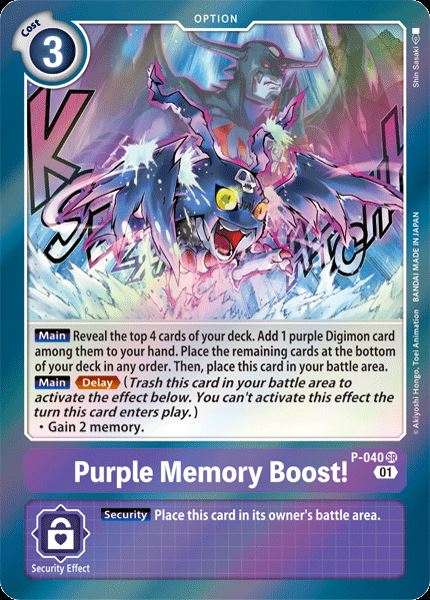 OPTION
Cost
3
Shin Sasaki
[Main] Reveal the top 4 cards of your deck. Add 1 purple Digimon card
among them to your hand. Place the remaining cards at the bottom
of your deck in any order. Then, place this card in your battle area.
[Main] [Delay] (Trash this card in your battle area to
activate the effect below. You can't activate this effect the
turn this card enters play.)
・Gain 2 memory.
©Akiyoshi Hongo, Toei Animation BANDAI MADE IN JAPAN
P-040 SR
Purple Memory Boost!
01
[Security] Place this card in its owner's battle area.
Security Effect